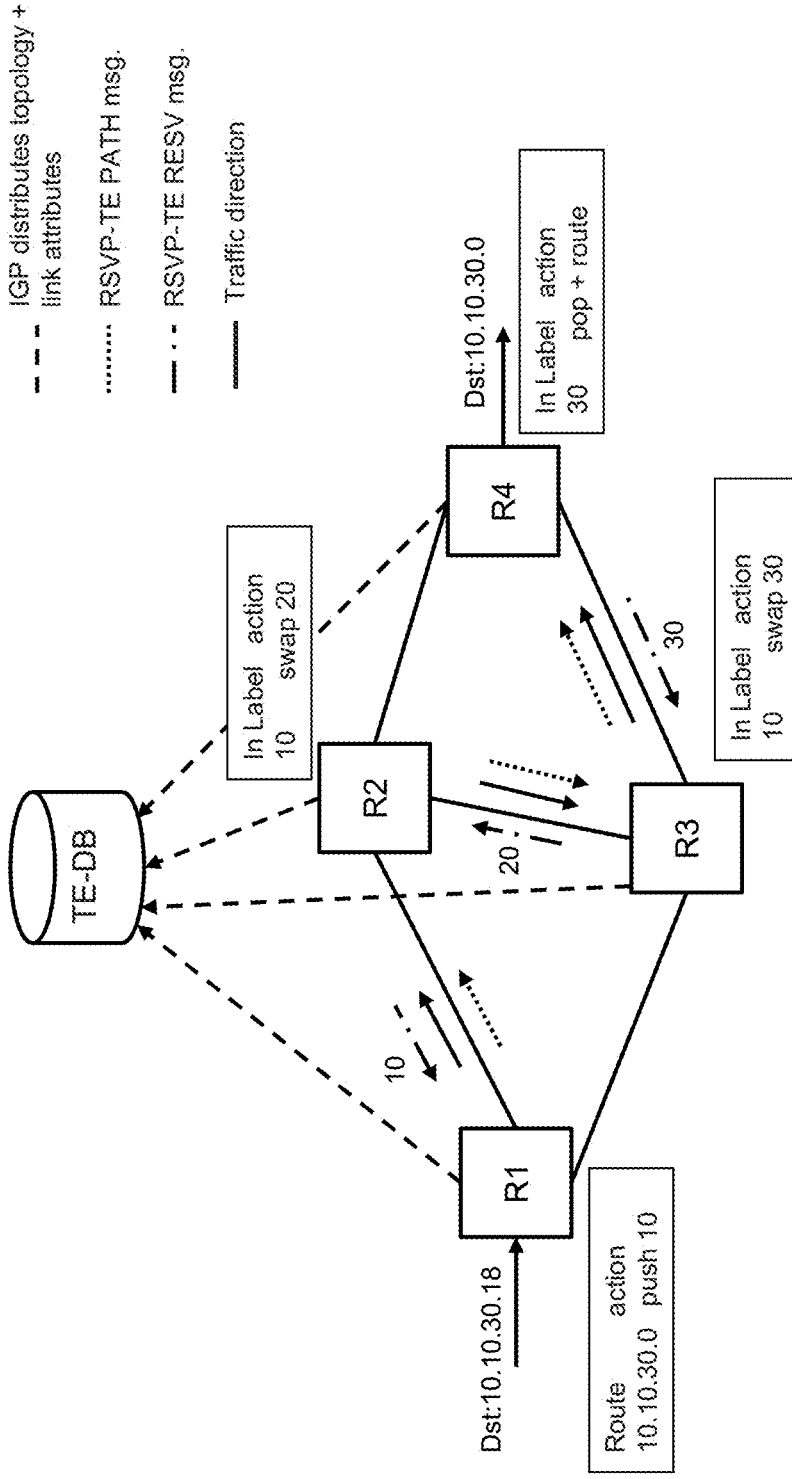 IGP distributes topology +
link attributes
RSVP-TE PATH msg.
RSVP-TE RESV msg.
Traffic direction
TE-DB
In Label action
10 swap 20
R2
Dst:10.10.30.18
R1
Route action
10.10.30.0 push 10
10
20
30
R3
In Label action
10 swap 30
R4
Dst:10.10.30.0
In Label action
30 pop + route